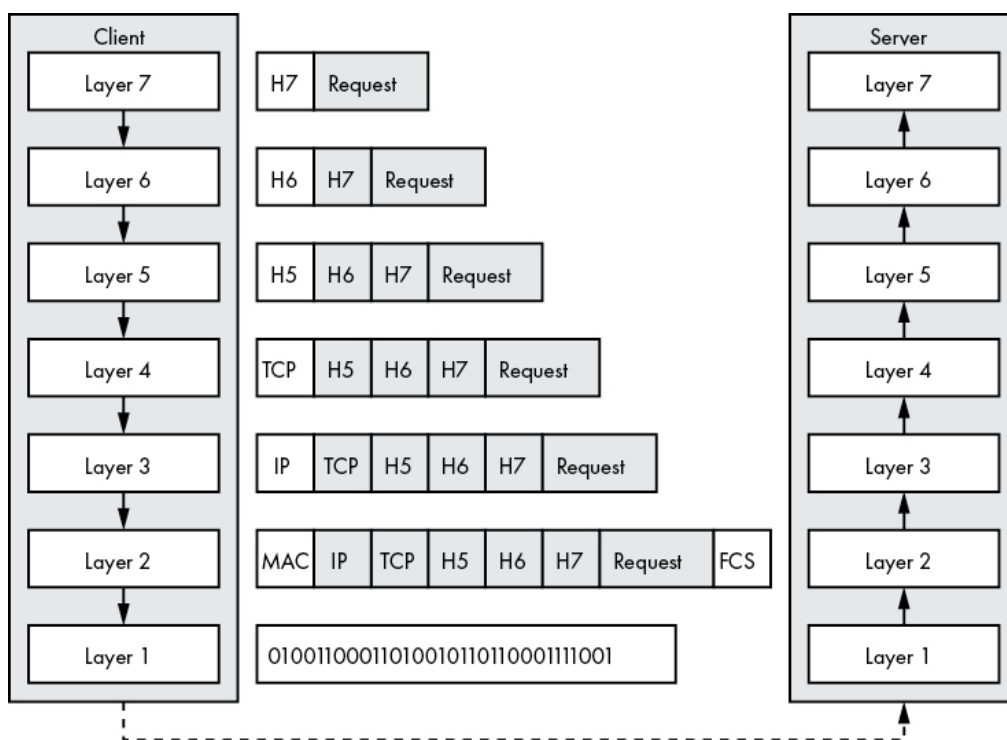 Client
Server
Layer 7
H7 Request
Layer 7
Layer 6
H6 H7 Request
Layer 6
Layer 5
H5 H6 H7 Request
Layer 5
Layer 4
TCP H5 H6 H7 Request
Layer 4
Layer 3
IP TCP H5 H6 H7 Request
Layer 3
Layer 2
MAC IP TCP H5 H6 H7 Request FCS
Layer 2
Layer 1
01001100011010010110110001111001
Layer 1